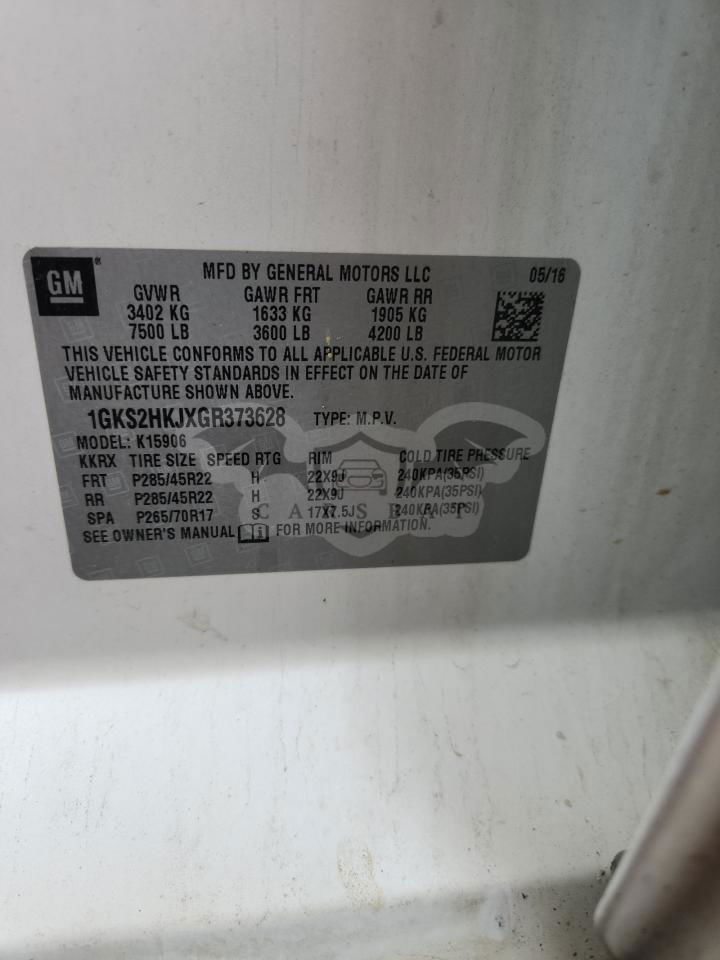 GM®
MFD BY GENERAL MOTORS LLC 05/16
GVWR GAWR FRT GAWR RR
3402 KG 1633 KG 1905 KG
7500 LB 3600 LB 4200 LB
THIS VEHICLE CONFORMS TO ALL APPLICABLE U.S. FEDERAL MOTOR
VEHICLE SAFETY STANDARDS IN EFFECT ON THE DATE OF
MANUFACTURE SHOWN ABOVE.
1GKS2HKJXGR373628 TYPE: M.P.V.
MODEL: K15906
KKRX TIRE SIZE SPEED RTG RIM COLD TIRE PRESSURE
FRT P285/45R22 H 22X9J 240KPA(35PSI)
RR P285/45R22 H 22X9J 240KPA(35PSI)
SPA P265/70R17 S 17X7.5J 240KPA(35PSI)
CARSBAT
SEE OWNER'S MANUAL FOR MORE INFORMATION.